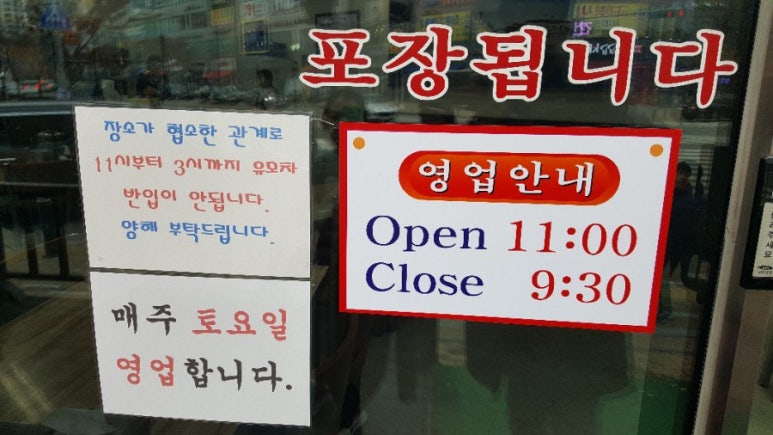 포장됩니다
장소가 협소한 관계로
11시부터 3시까지 유모차
반입이 안됩니다.
양해 부탁드립니다.
영업안내
Open 11:00
Close 9:30
매주 토요일
영업합니다.